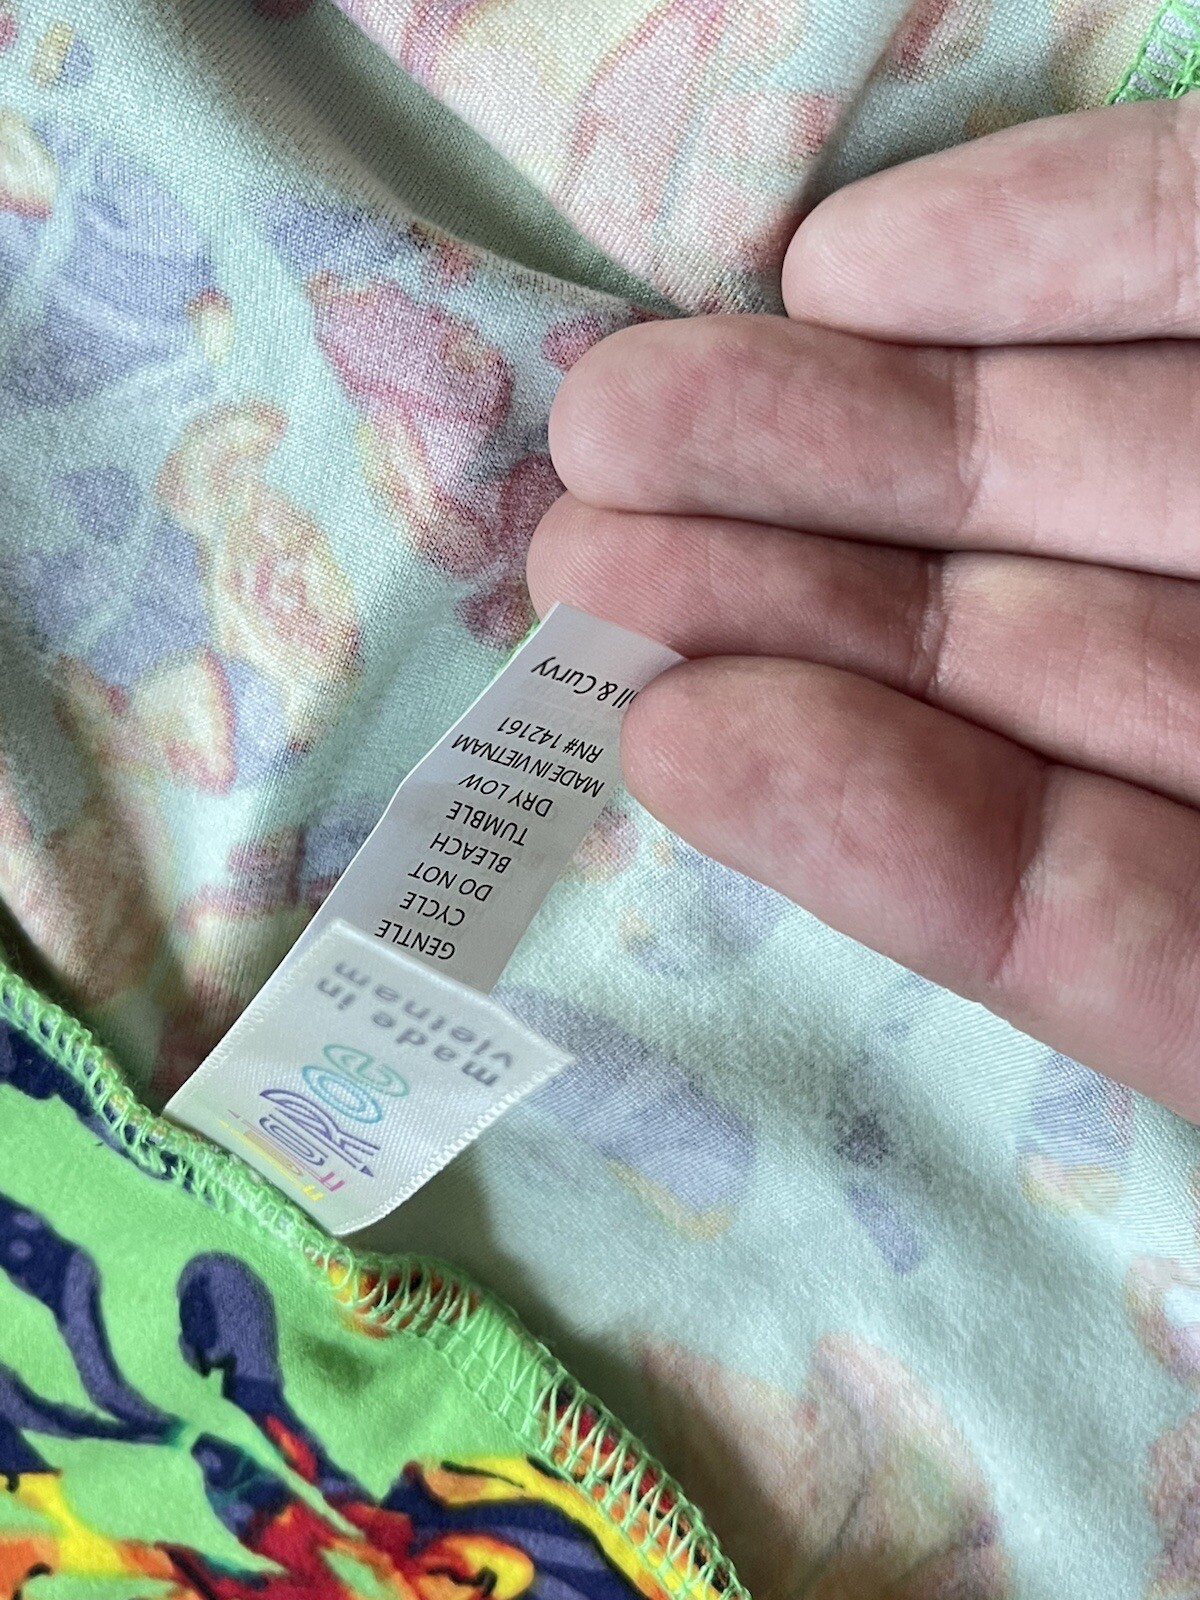 made in
vietnam
GENTLE
CYCLE
DO NOT
BLEACH
TUMBLE
DRY LOW
MADE IN VIETNAM
RN# 142161
& Curvy